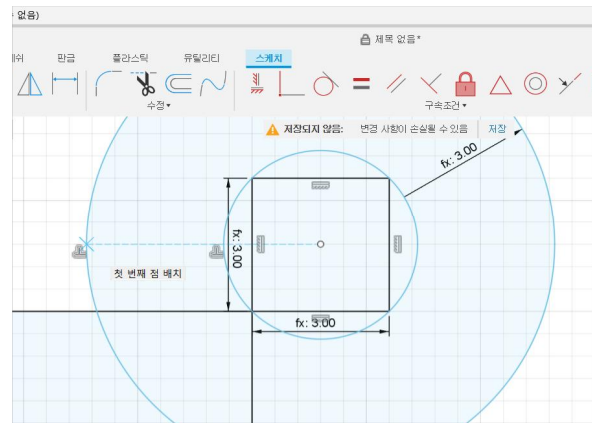 없음)
제목 없음*
판금 플라스틱 유틸리티 스케치
수정▾ 구속조건▾
저장되지 않음: 변경 사항이 손실될 수 있음 저장
fx: 3.00
fx: 3.00
첫 번째 점 배치
fx: 3.00